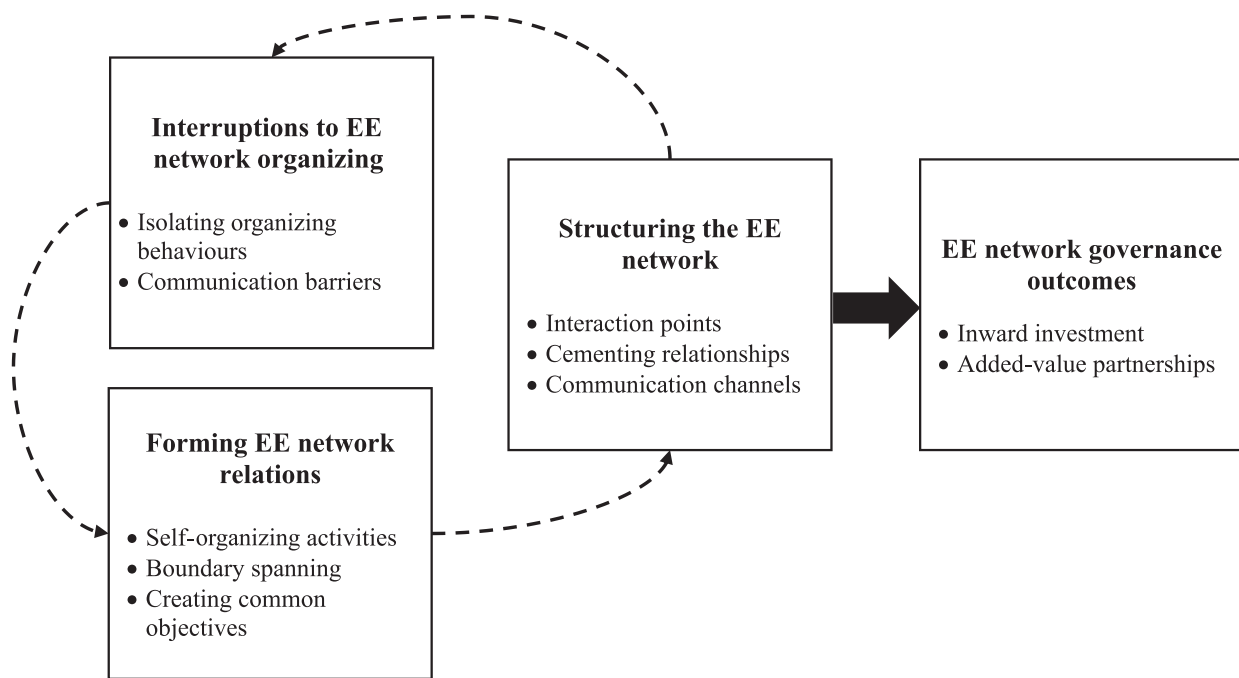 Interruptions to EE
network organizing
• Isolating organizing
behaviours
• Communication barriers
Forming EE network
relations
• Self-organizing activities
• Boundary spanning
• Creating common
objectives
Structuring the EE
network
• Interaction points
• Cementing relationships
• Communication channels
EE network governance
outcomes
• Inward investment
• Added-value partnerships